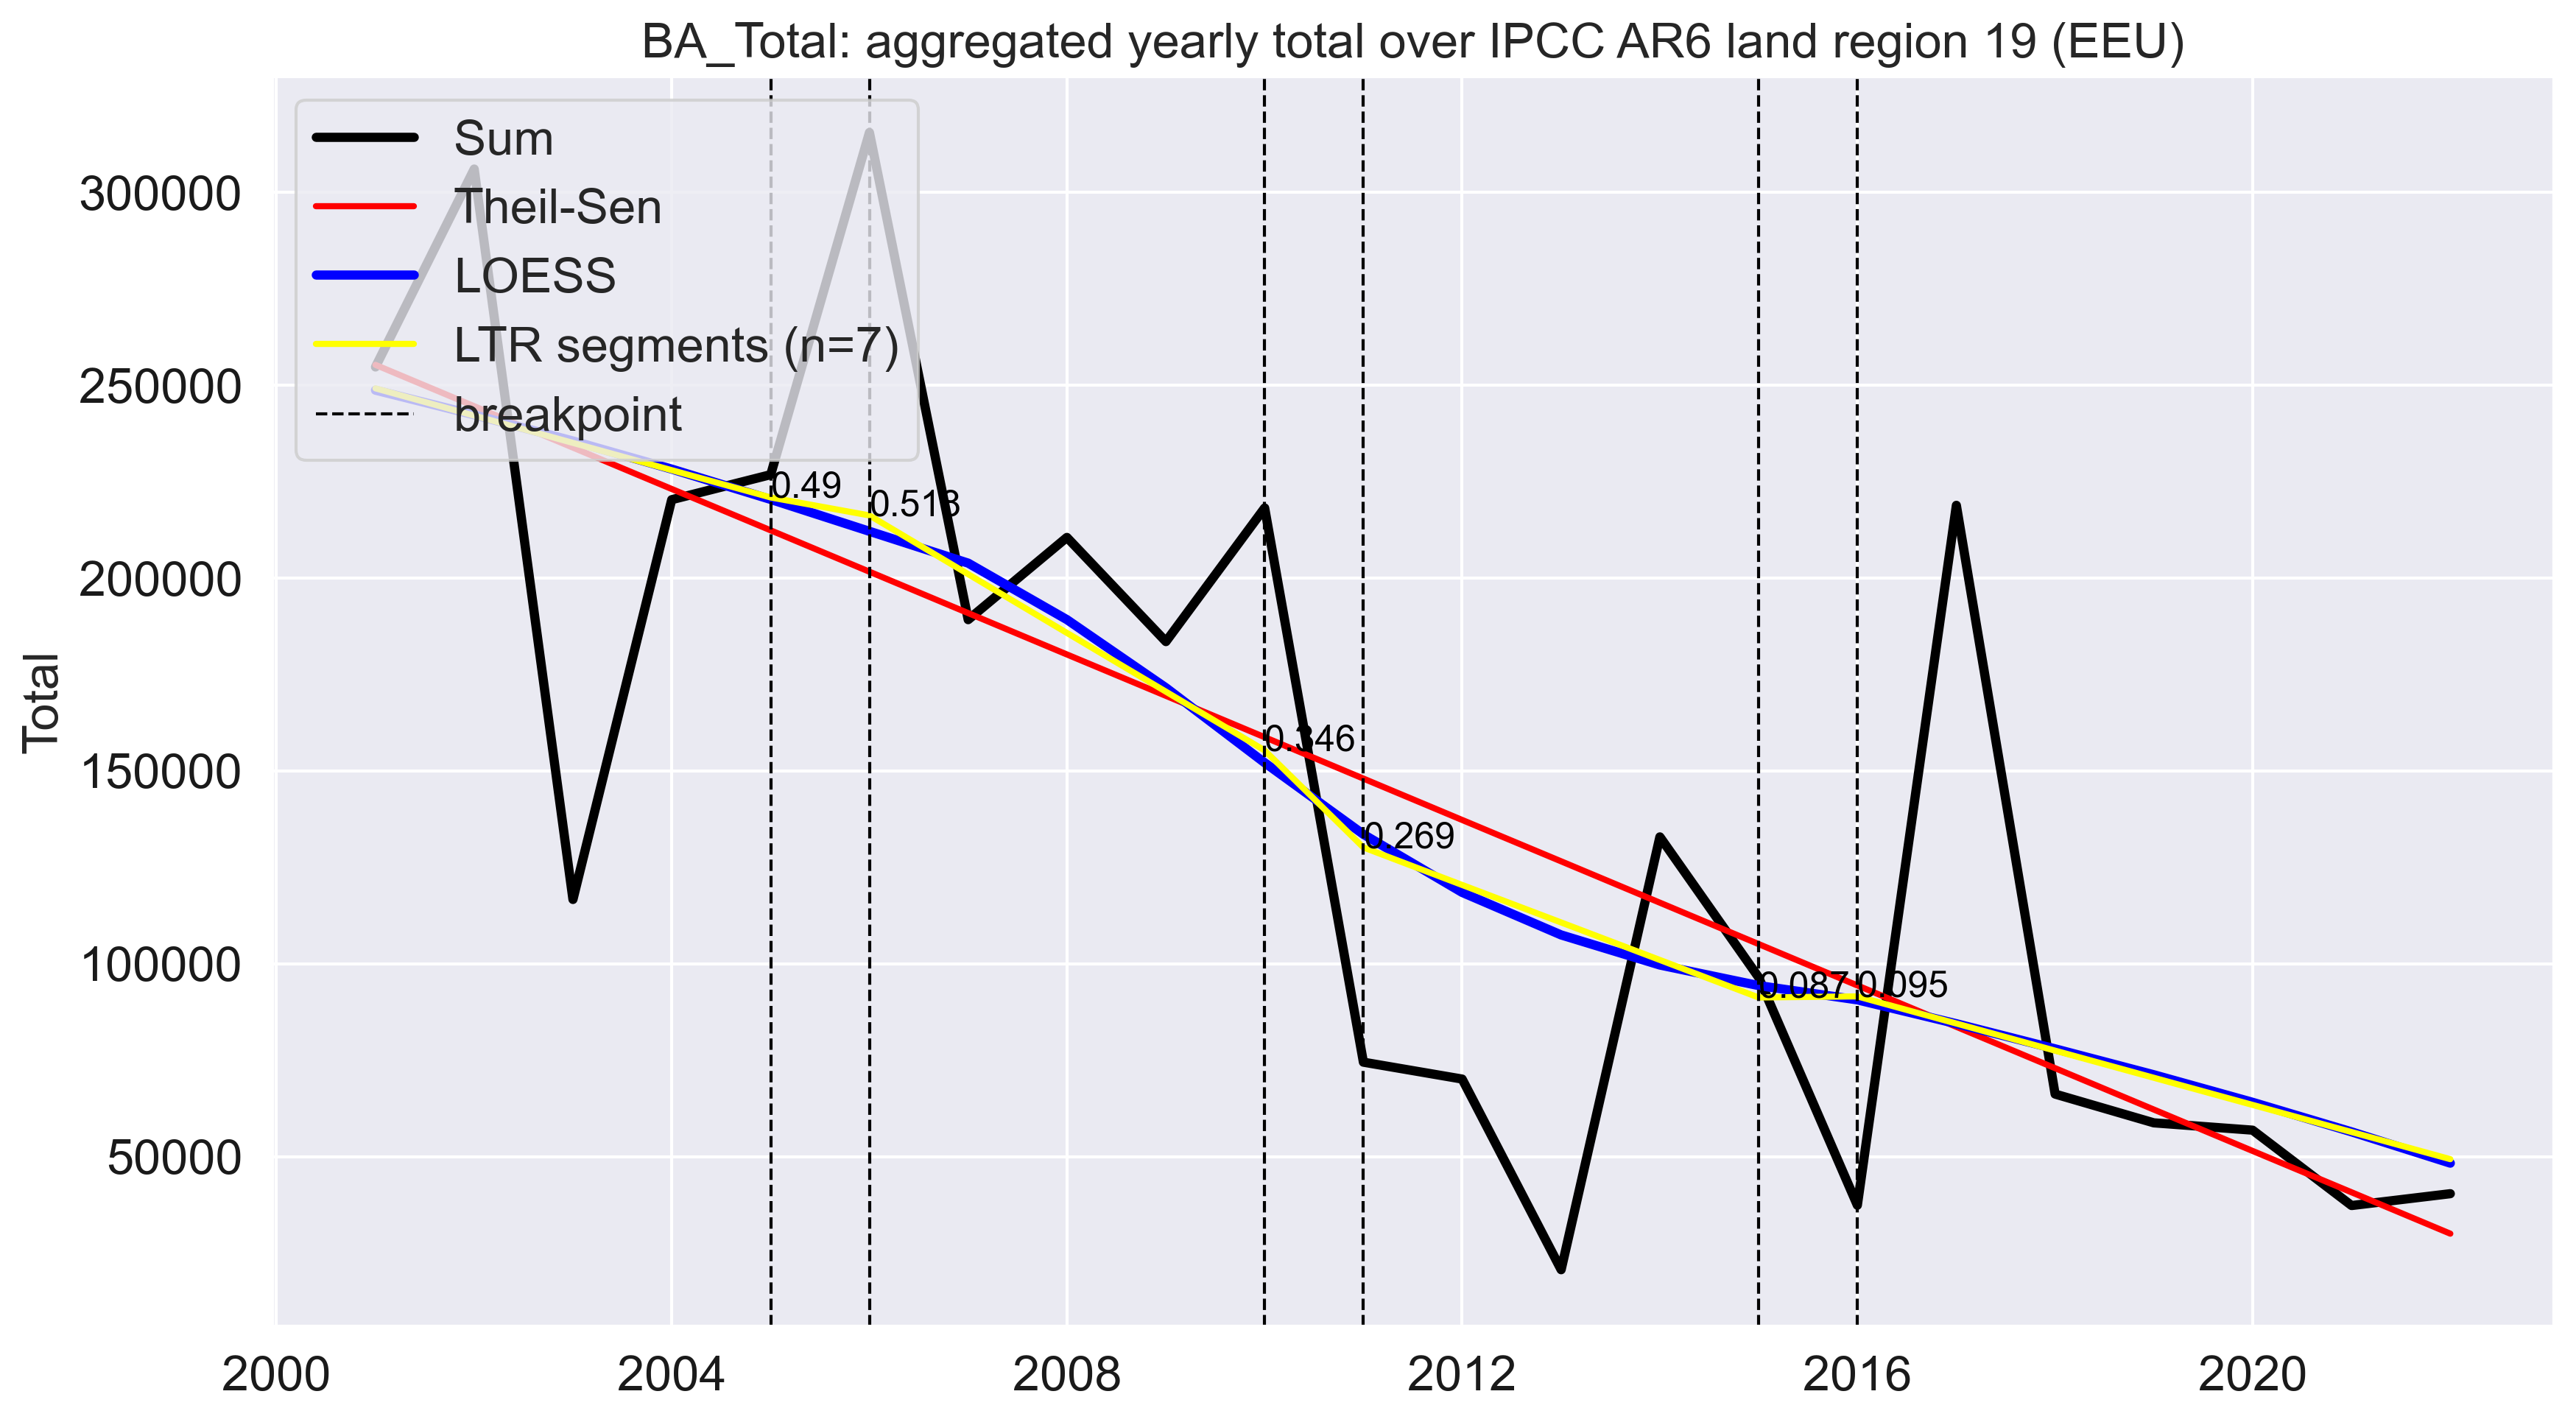 BA_Total: aggregated yearly total over IPCC AR6 land region 19 (EEU)
Sum
Theil-Sen
LOESS
LTR segments (n=7)
breakpoint
Total
300000
250000
200000
150000
100000
50000
0.49
0.513
0.346
0.269
0.087
0.095
2000
2004
2008
2012
2016
2020